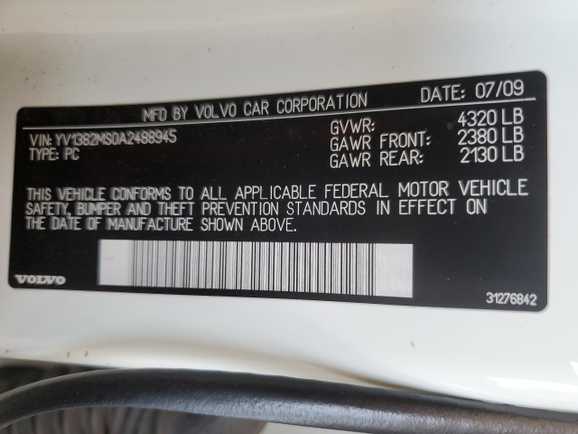 MFD BY VOLVO CAR CORPORATION DATE: 07/09
VIN: YV1382MS0A2488945 GVWR: 4320 LB
TYPE: PC GAWR FRONT: 2380 LB
GAWR REAR: 2130 LB
THIS VEHICLE CONFORMS TO ALL APPLICABLE FEDERAL MOTOR VEHICLE
SAFETY, BUMPER AND THEFT PREVENTION STANDARDS IN EFFECT ON
THE DATE OF MANUFACTURE SHOWN ABOVE.
VOLVO 31276842